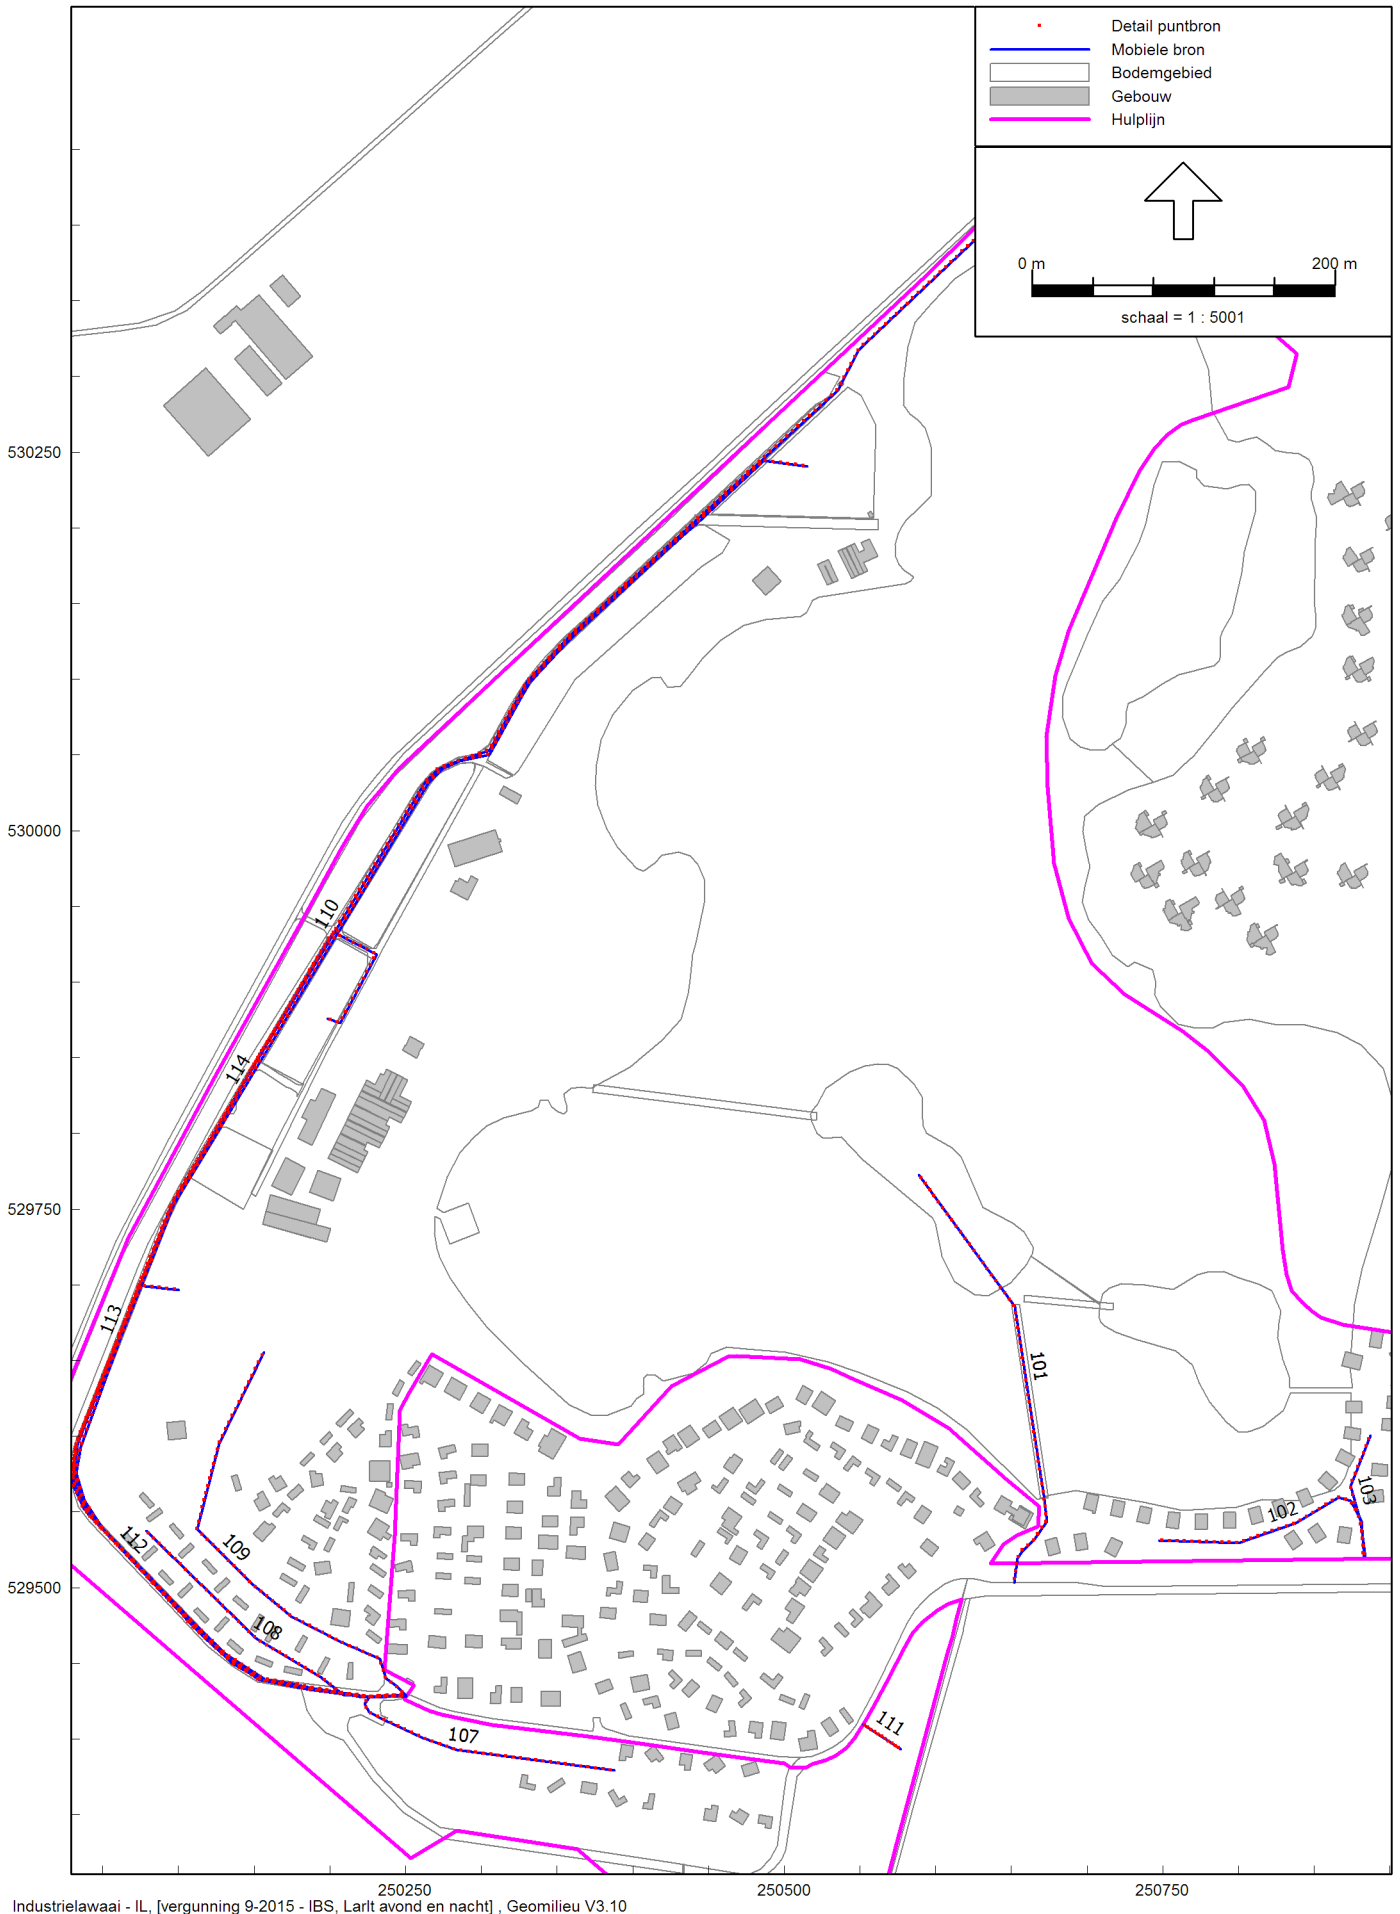 Detail puntbron
Mobiele bron
Bodemgebied
Gebouw
Hulplijn
0 m 200 m
schaal = 1 : 5001
530250
530000
110
114
529750
113
101
103
102
112
109
529500
108
111
107
250250 250500 250750
Industrielawaai - IL, [vergunning 9-2015 - IBS, Larlt avond en nacht] , Geomilieu V3.10